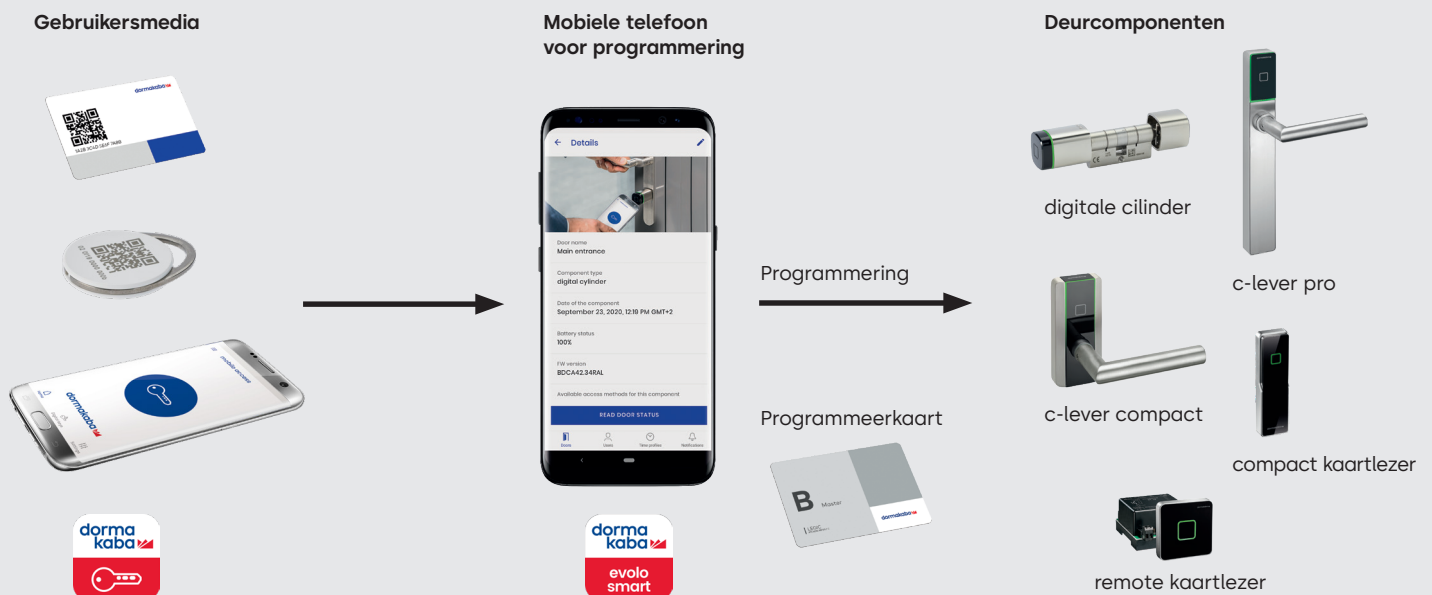 Gebruikersmedia
dormakaba
mobile access
dormakaba
dorma
kaba
Mobiele telefoon
voor programmering
Details
Door name
Main entrance
Component type
digital cylinder
Date of the component
September 23, 2020, 12:19 PM GMT+2
Battery status
100%
FW version
BDCA42.34RAL
Available access methods for this component
READ DOOR STATUS
Doors
Users
Time profiles
Notifications
dorma
kaba
evolo
smart
Programmering
Programmeerkaart
B Master
LEGIC
dormakaba
Deurcomponenten
digitale cilinder
c-lever pro
c-lever compact
compact kaartlezer
remote kaartlezer